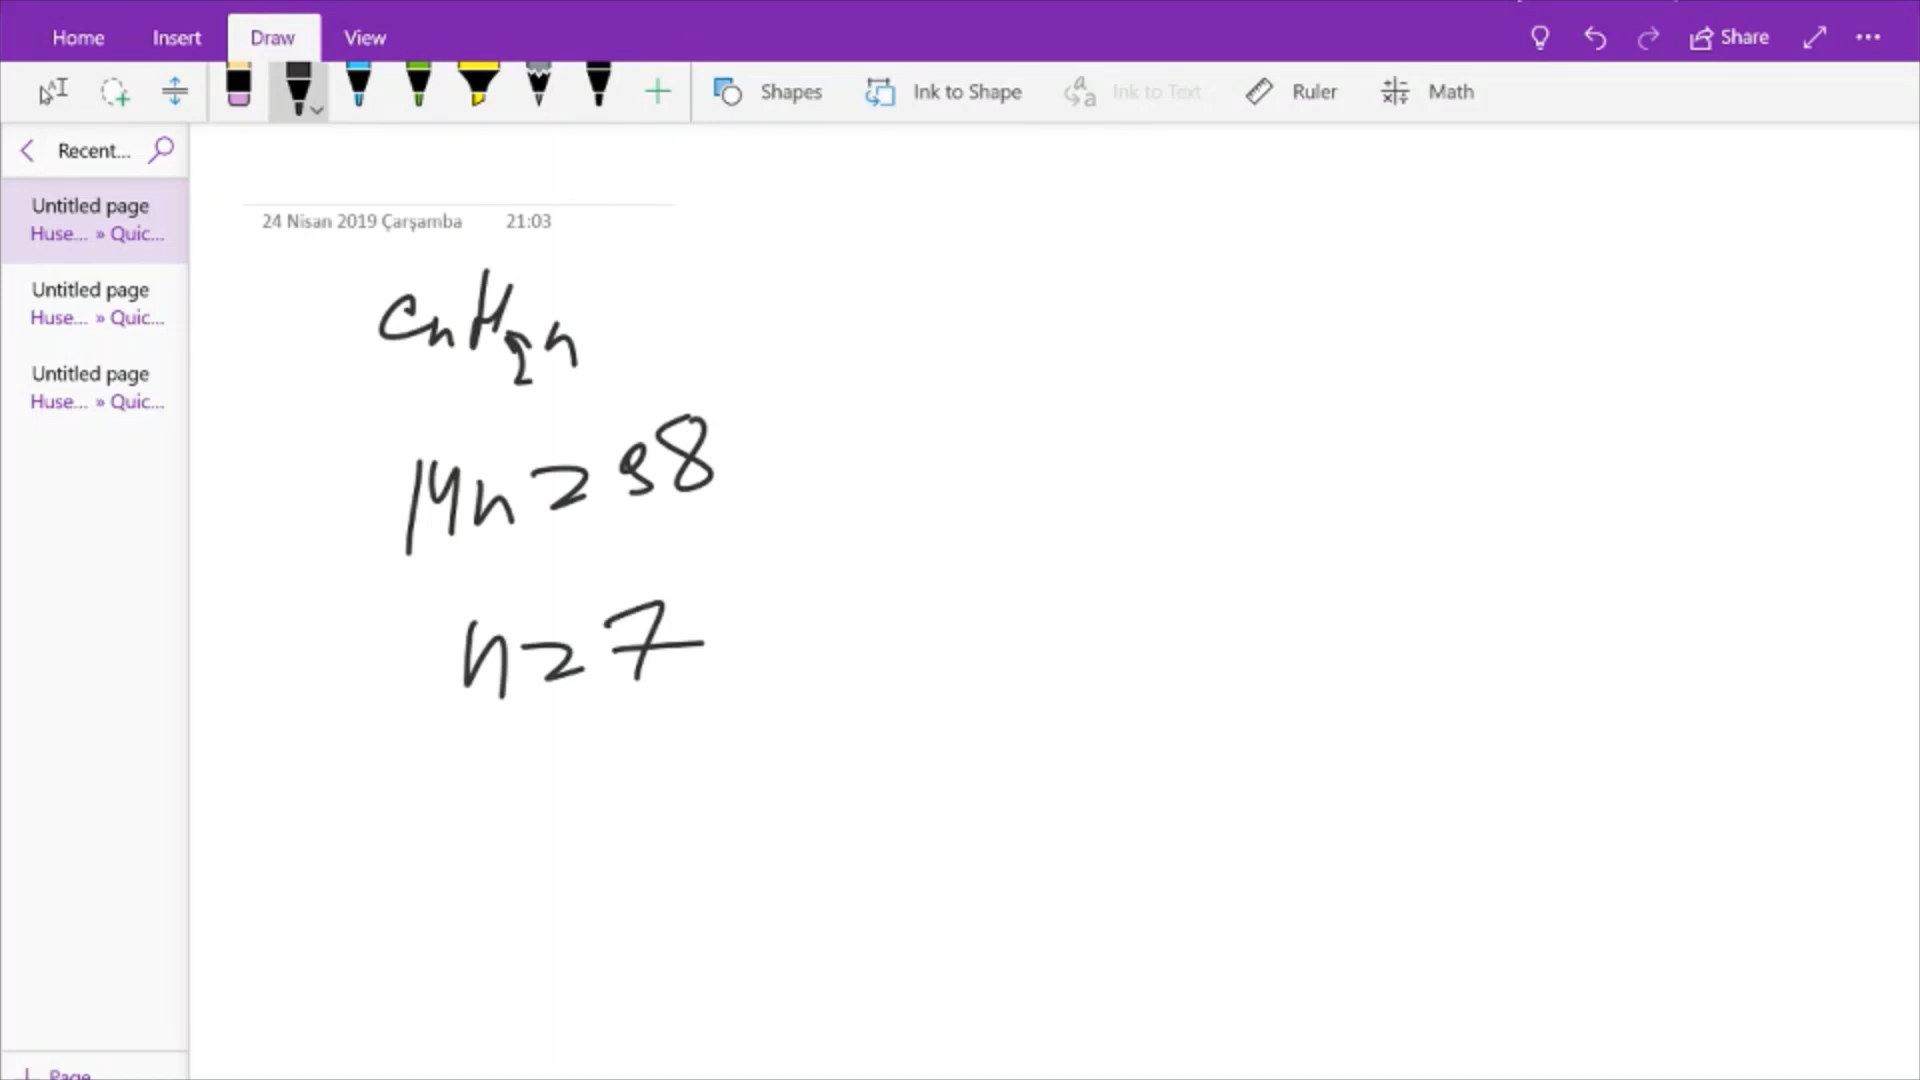 Home Insert Draw View Share
Shapes Ink to Shape Ink to Text Ruler Math
Recent...
Untitled page
Huse... » Quic...
Untitled page
Huse... » Quic...
Untitled page
Huse... » Quic...
Page
24 Nisan 2019 Çarşamba 21:03
CnH2n
14n = 98
n = 7